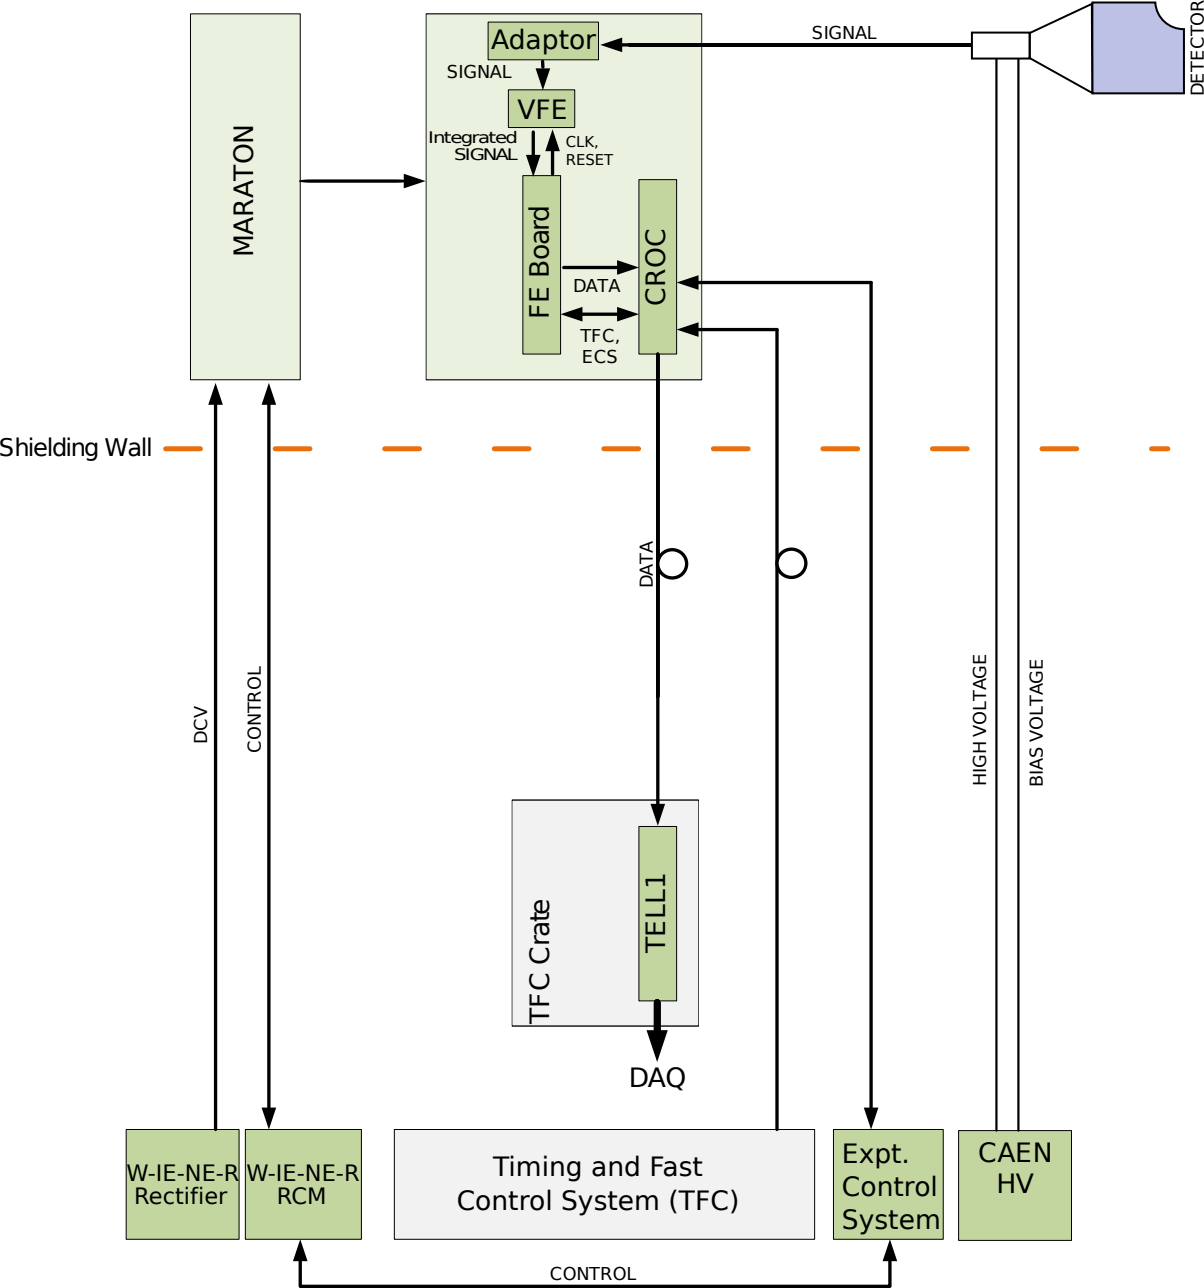 SIGNAL
DETECTOR
Adaptor
SIGNAL
VFE
Integrated
SIGNAL
CLK,
RESET
MARATON
FE Board
CROC
DATA
TFC,
ECS
Shielding Wall
DATA
DCV
CONTROL
HIGH VOLTAGE
BIAS VOLTAGE
TFC Crate
TELL1
DAQ
W-IE-NE-R
Rectifier
W-IE-NE-R
RCM
Timing and Fast
Control System (TFC)
Expt.
Control
System
CAEN
HV
CONTROL